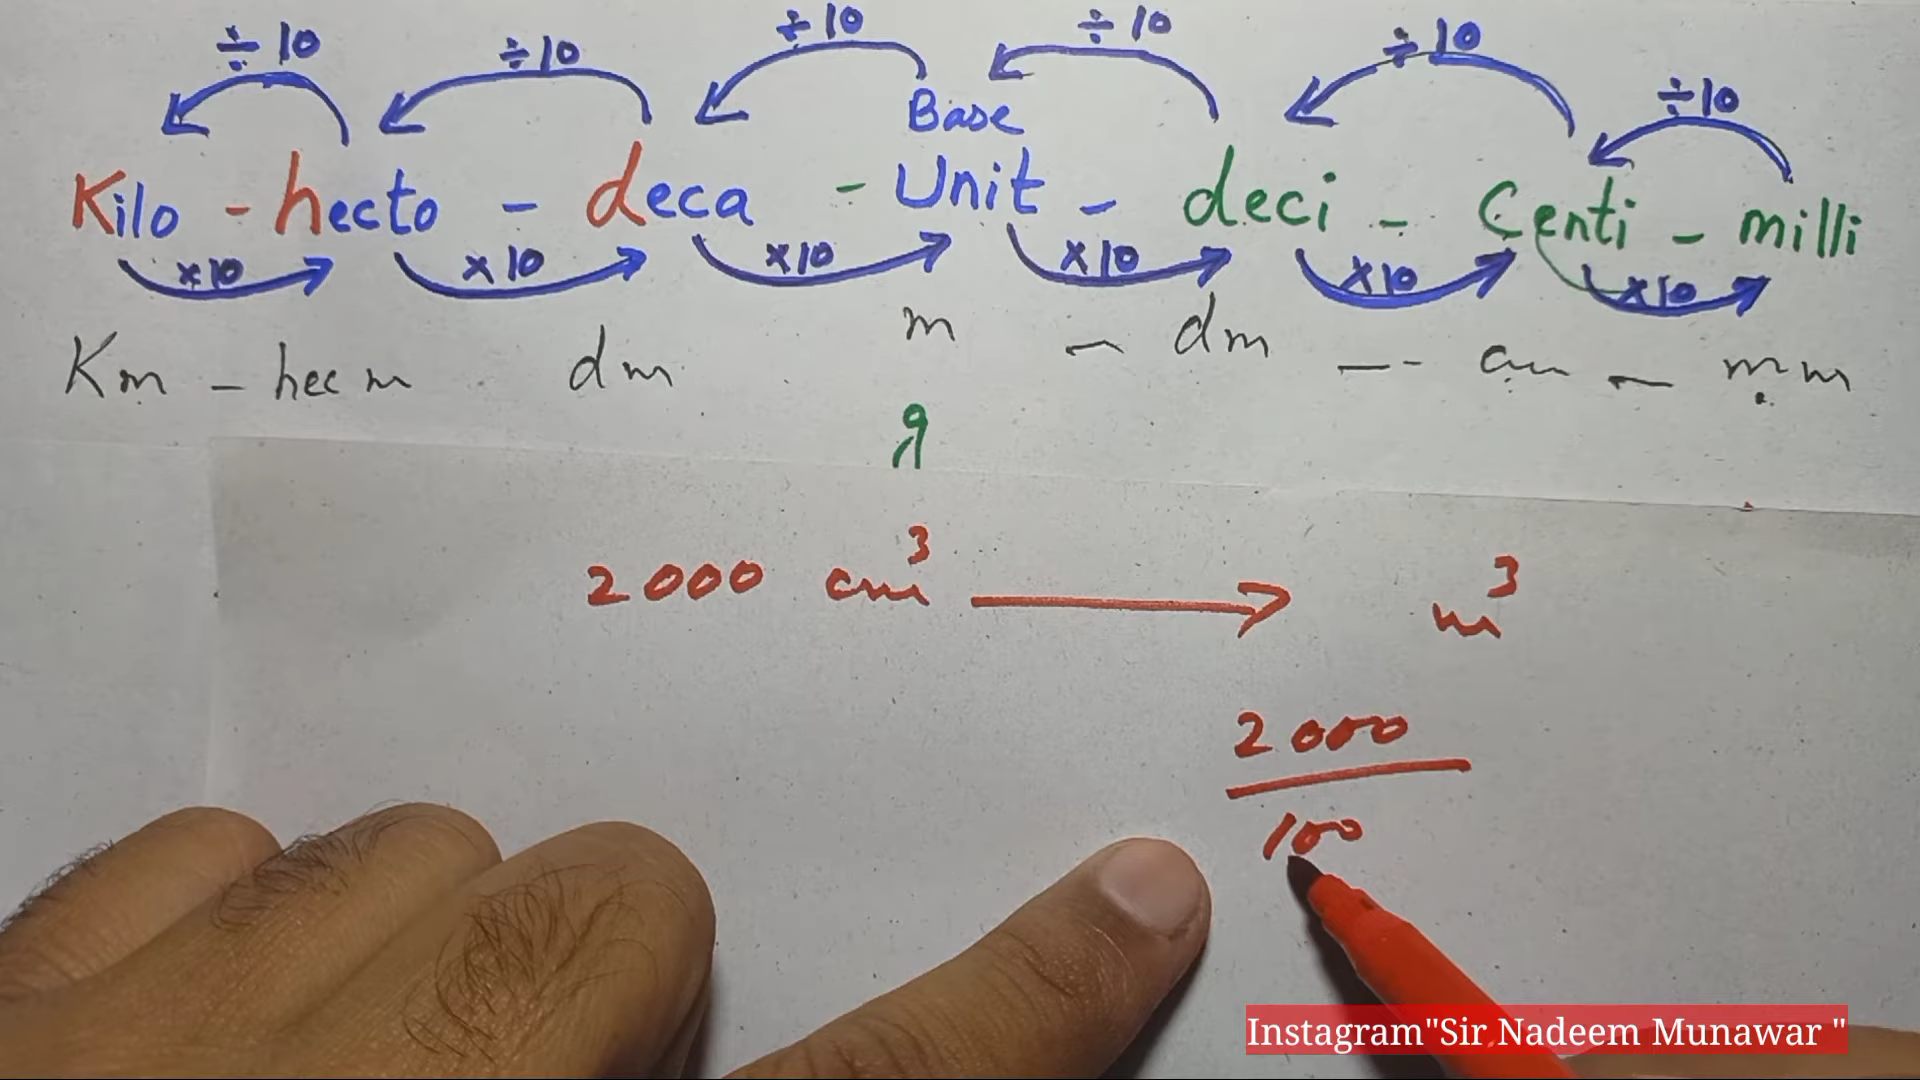 ÷10 ÷10 ÷10 ÷10 ÷10 ÷10
Base
Kilo - hecto - deca - Unit - deci - Centi - milli
×10 ×10 ×10 ×10 ×10 ×10
Km - hecm dm m - dm -- cm - mm
g
2000 cm³ → m³
2000
100
Instagram"Sir Nadeem Munawar "